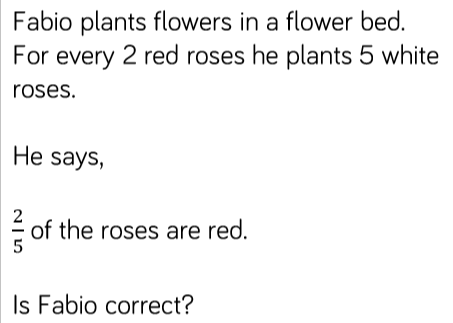 Fabio plants flowers in a flower bed.
For every 2 red roses he plants 5 white
roses.
He says,
2/5 of the roses are red.
Is Fabio correct?